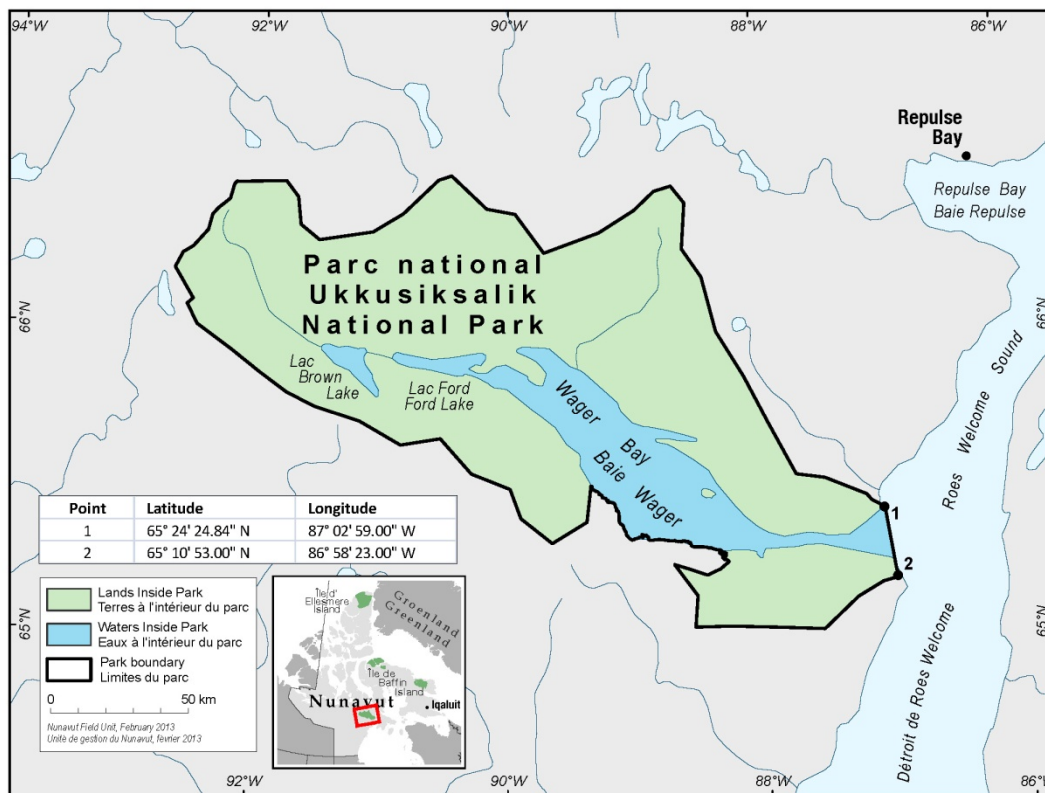 94°W
92°W
90°W
88°W
86°W
Repulse
Bay
Repulse Bay
Baie Repulse
Parc national
Ukkusiksalik
National Park
66°N
66°N
Lac
Brown
Lake
Lac Ford
Ford Lake
Wager Bay
Baie Wager
Roes Welcome Sound
Détroit de Roes Welcome
1
2
Point Latitude Longitude
1 65° 24' 24.84" N 87° 02' 59.00" W
2 65° 10' 53.00" N 86° 58' 23.00" W
65°N
65°N
Lands Inside Park
Terres à l'intérieur du parc
Waters Inside Park
Eaux à l'intérieur du parc
Park boundary
Limites du parc
0 50 km
Nunavut Field Unit, February 2013
Unité de gestion du Nunavut, février 2013
Île d'
Ellesmere
Island
Groenland
Greenland
Île de
Baffin
Island
Nunavut
Iqaluit
92°W
90°W
88°W
86°W